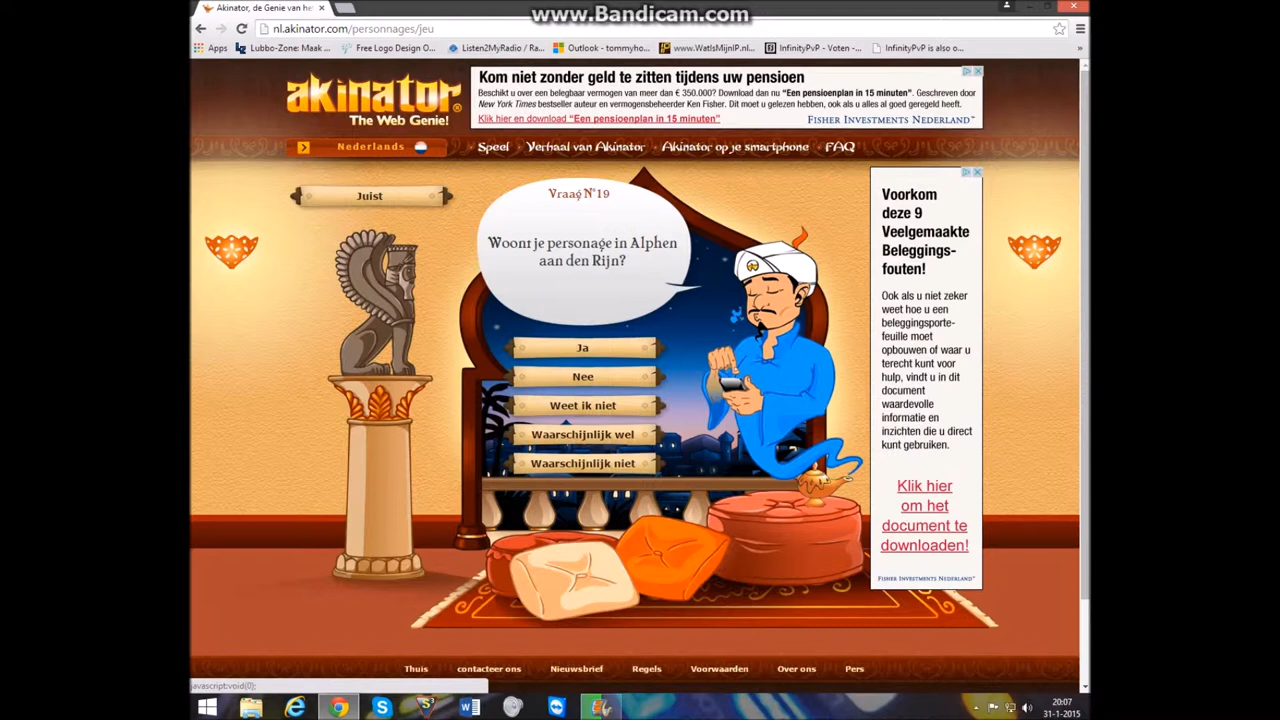 www.Bandicam.com
Akinator, de Genie van he
nl.akinator.com/personnages/jeu
Apps
Lubbo-Zone: Maak ...
Free Logo Design O...
Listen2MyRadio / Ra...
Outlook - tommyho...
www.WatIsMijnIP.nl...
InfinityPvP - Voten - ...
InfinityPvP is also o...
akinator®
The Web Genie!
Kom niet zonder geld te zitten tijdens uw pensioen
Beschikt u over een belegbaar vermogen van meer dan € 350.000? Download dan nu “Een pensioenplan in 15 minuten”. Geschreven door
New York Times bestseller auteur en vermogensbeheerder Ken Fisher. Dit moet u gelezen hebben, ook als u alles al goed geregeld heeft.
Klik hier en download “Een pensioenplan in 15 minuten”
FISHER INVESTMENTS NEDERLAND™
Nederlands
Speel
Verhaal van Akinator
Akinator op je smartphone
FAQ
Juist
Vraag N°19
Woont je personage in Alphen
aan den Rijn?
Ja
Nee
Weet ik niet
Waarschijnlijk wel
Waarschijnlijk niet
Voorkom
deze 9
Veelgemaakte
Beleggings-
fouten!
Ook als u niet zeker
weet hoe u een
beleggingsporte-
feuille moet
opbouwen of waar u
terecht kunt voor
hulp, vindt u in dit
document
waardevolle
informatie en
inzichten die u direct
kunt gebruiken.
Klik hier
om het
document te
downloaden!
FISHER INVESTMENTS NEDERLAND™
Thuis
contacteer ons
Nieuwsbrief
Regels
Voorwaarden
Over ons
Pers
javascript:void(0);
20:07
31-1-2015